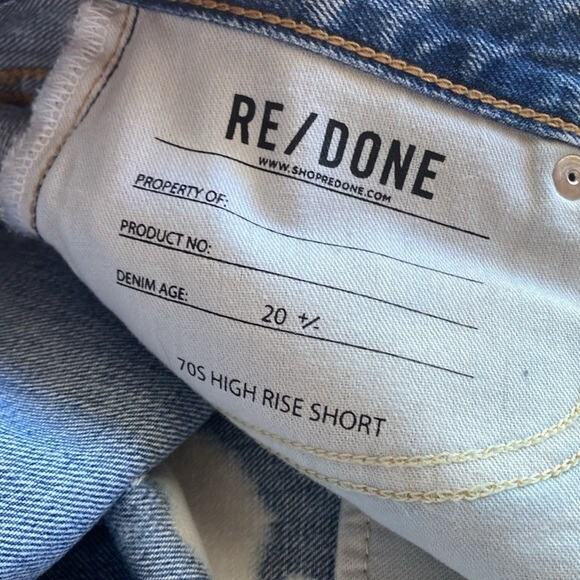 RE/DONE
WWW.SHOPREDONE.COM
PROPERTY OF:
PRODUCT NO:
DENIM AGE: 20 +/-
70S HIGH RISE SHORT